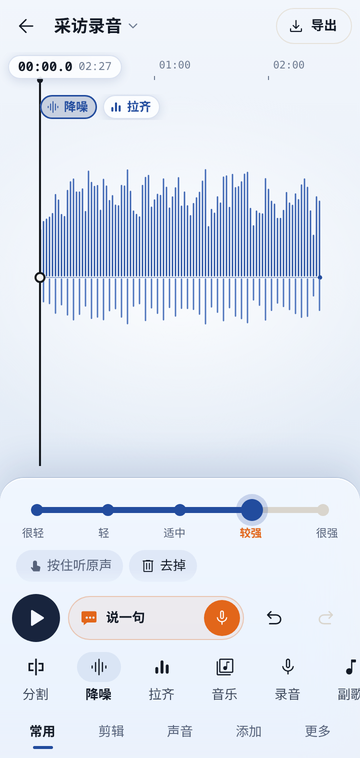 采访录音
导出
00:00.0 02:27
01:00
02:00
降噪
拉齐
很轻
轻
适中
较强
很强
按住听原声
去掉
说一句
分割
降噪
拉齐
音乐
录音
副歌
常用
剪辑
声音
添加
更多